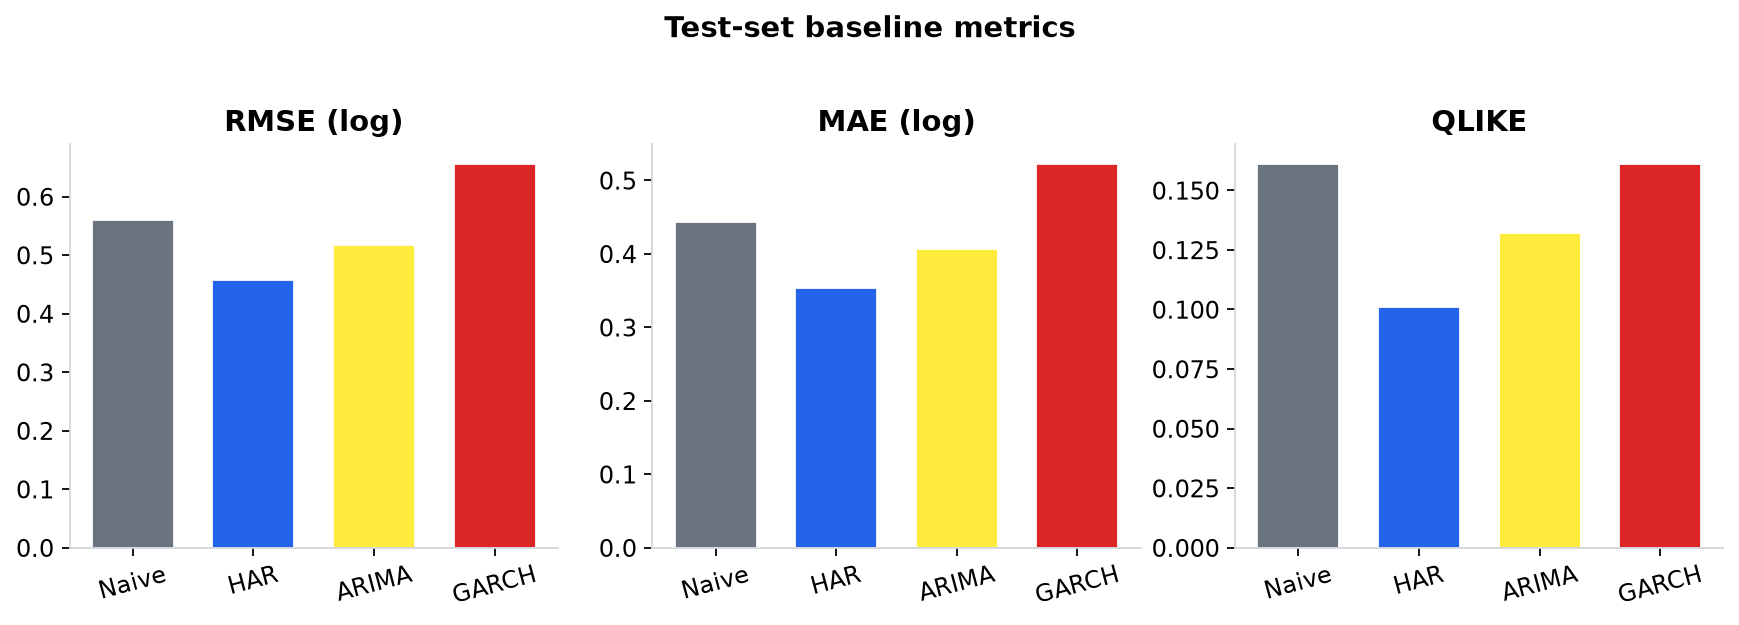 Test-set baseline metrics
RMSE (log)
0.6
0.5
0.4
0.3
0.2
0.1
0.0
Naive HAR ARIMA GARCH
MAE (log)
0.5
0.4
0.3
0.2
0.1
0.0
Naive HAR ARIMA GARCH
QLIKE
0.150
0.125
0.100
0.075
0.050
0.025
0.000
Naive HAR ARIMA GARCH